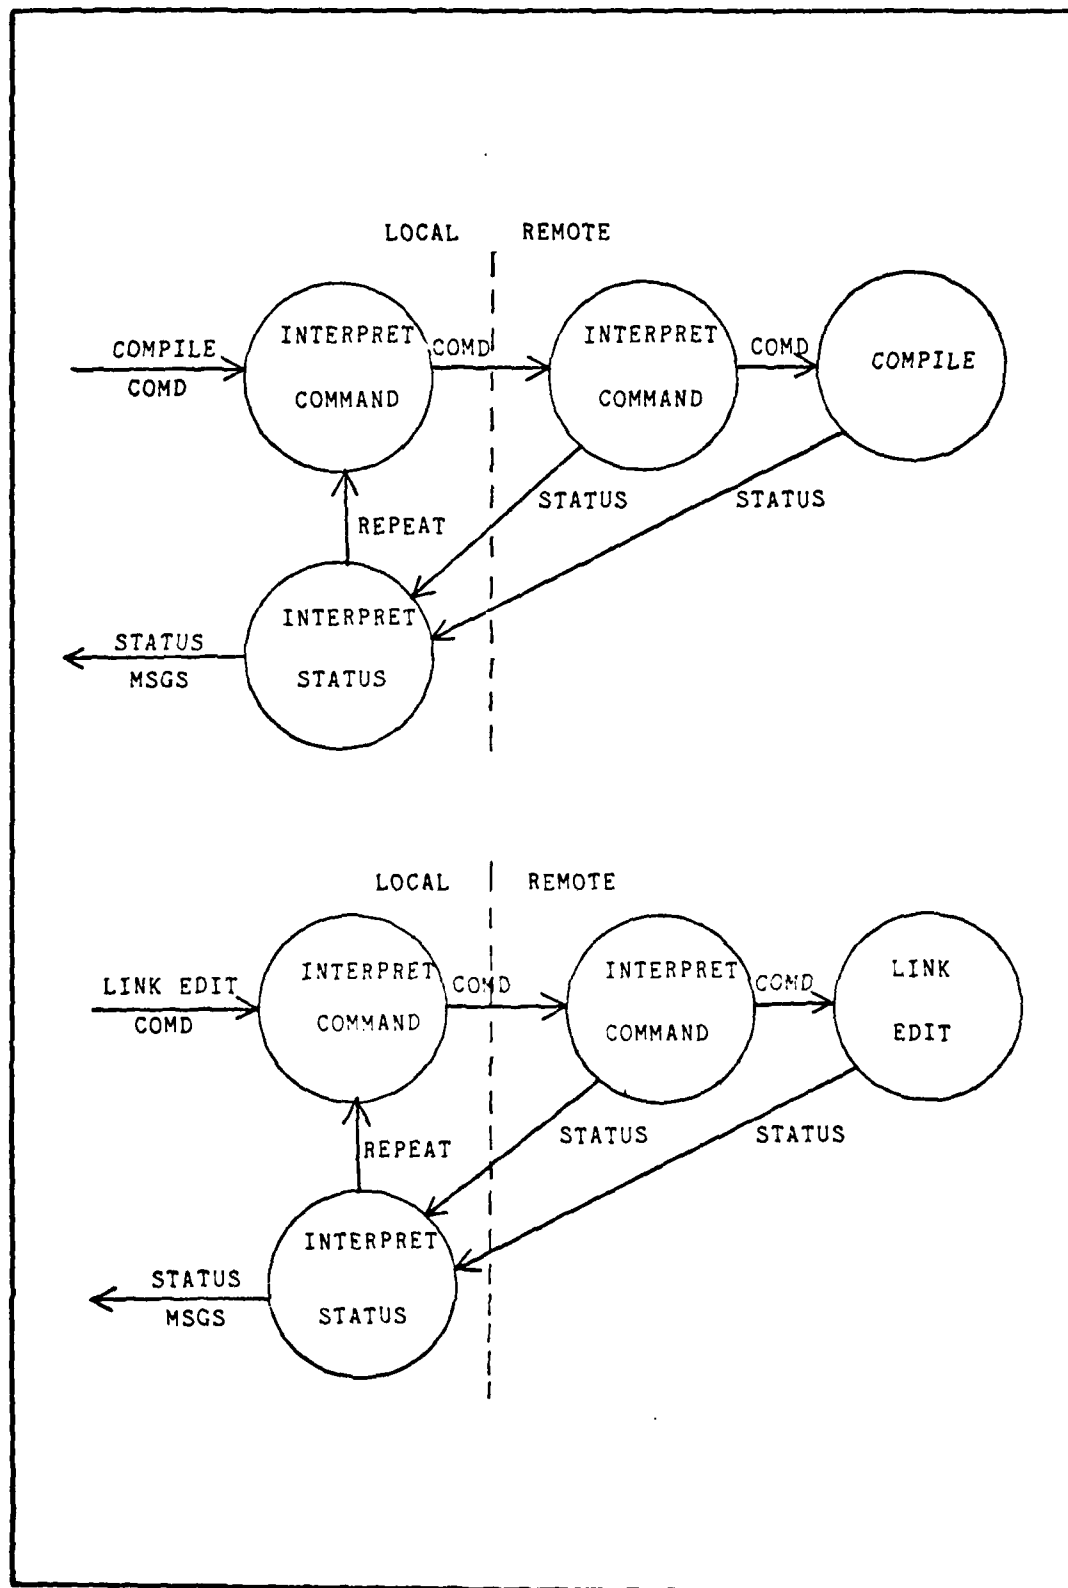 LOCAL REMOTE
INTERPRET
COMMAND
INTERPRET
COMMAND
COMPILE
COMD
COMD
COMD
COMPILE
STATUS
STATUS
REPEAT
INTERPRET
STATUS
STATUS
MSGS
LOCAL REMOTE
LINK EDIT
COMD
INTERPRET
COMMAND
COMD
INTERPRET
COMMAND
COMD
LINK
EDIT
STATUS
STATUS
REPEAT
INTERPRET
STATUS
STATUS
MSGS